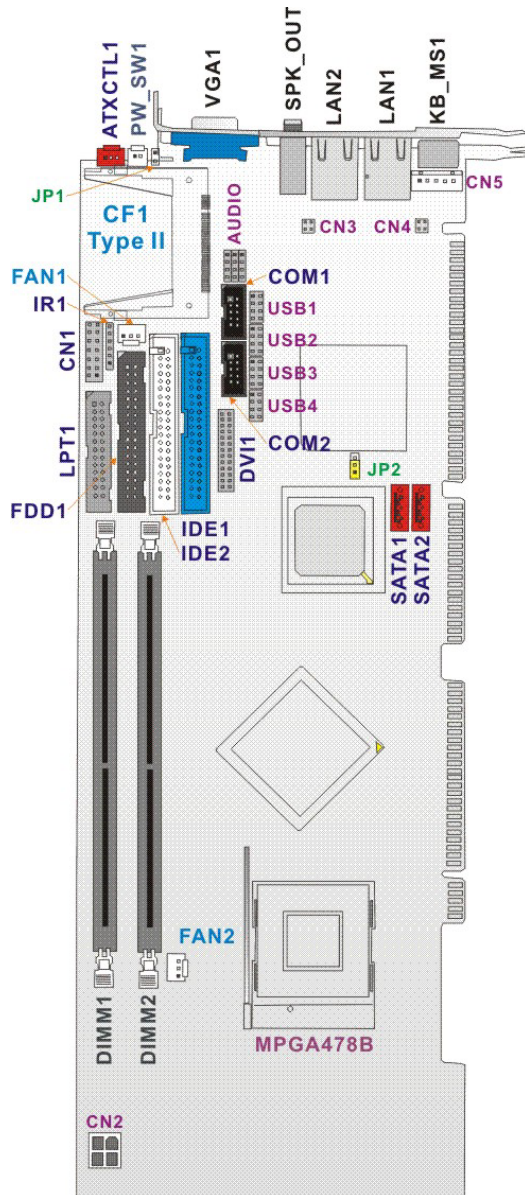 ATXCTL1
PW_SW1
VGA1
SPK_OUT
LAN2
LAN1
KB_MS1
JP1
CN5
CF1
Type II
AUDIO
CN3
CN4
FAN1
IR1
COM1
USB1
CN1
USB2
USB3
USB4
LPT1
DVI1
COM2
JP2
FDD1
IDE1
IDE2
SATA1
SATA2
FAN2
DIMM1
DIMM2
MPGA478B
CN2